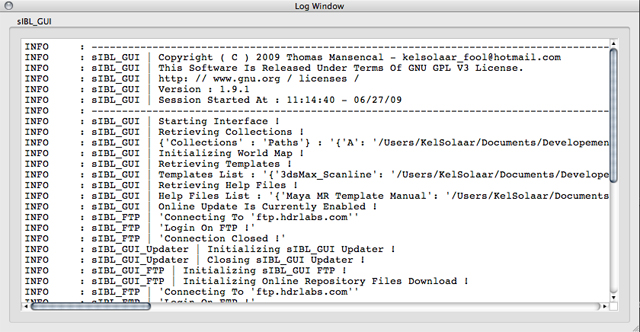 Log Window
sIBL_GUI
INFO : ------------------------------------------------------------------------
INFO : sIBL_GUI | Copyright ( C ) 2009 Thomas Mansencal - kelsolaar_fool@hotmail.com
INFO : sIBL_GUI | This Software Is Released Under Terms Of GNU GPL V3 License.
INFO : sIBL_GUI | http: // www.gnu.org / licenses /
INFO : sIBL_GUI | Version : 1.9.1
INFO : sIBL_GUI | Session Started At : 11:14:40 - 06/27/09
INFO : ------------------------------------------------------------------------
INFO : sIBL_GUI | Starting Interface !
INFO : sIBL_GUI | Retrieving Collections !
INFO : sIBL_GUI | {'Collections' : 'Paths'} : '{'A': '/Users/KelSolaar/Documents/Developemen
INFO : sIBL_GUI | Initializing World Map !
INFO : sIBL_GUI | Retrieving Templates !
INFO : sIBL_GUI | Templates List : '{'3dsMax_Scanline': '/Users/KelSolaar/Documents/Develope
INFO : sIBL_GUI | Retrieving Help Files !
INFO : sIBL_GUI | Help Files List : '{'Maya MR Template Manual': '/Users/KelSolaar/Documents
INFO : sIBL_GUI | Online Update Is Currently Enabled !
INFO : sIBL_FTP | 'Connecting To 'ftp.hdrlabs.com''
INFO : sIBL_FTP | 'Login On FTP !'
INFO : sIBL_FTP | 'Connection Closed !'
INFO : sIBL_GUI_Updater | Initializing sIBL_GUI Updater !
INFO : sIBL_GUI_Updater | Closing sIBL_GUI Updater !
INFO : sIBL_GUI_FTP | Initializing sIBL_GUI FTP !
INFO : sIBL_GUI_FTP | Initializing Online Repository Files Download !
INFO : sIBL_FTP | 'Connecting To 'ftp.hdrlabs.com''
INFO : sIBL_FTP | 'Login On FTP !'